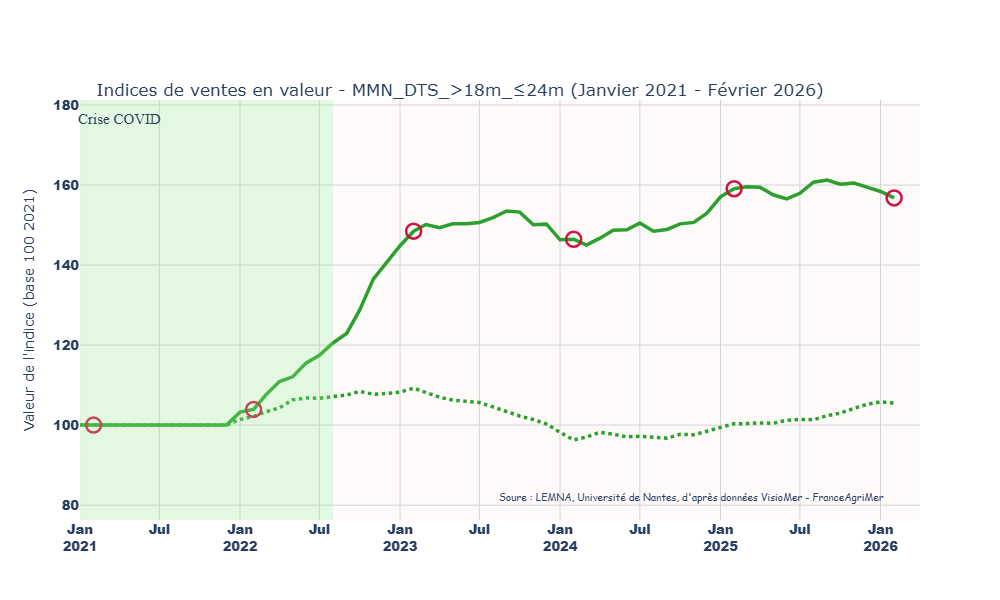 Indices de ventes en valeur - MMN_DTS_>18m_≤24m (Janvier 2021 - Février 2026)
Crise COVID
Valeur de l'indice (base 100 2021)
180
160
140
120
100
80
Soure : LEMNA, Université de Nantes, d'après données VisioMer - FranceAgriMer
Jan Jul Jan Jul Jan Jul Jan Jul Jan Jul Jan
2021 2022 2023 2024 2025 2026